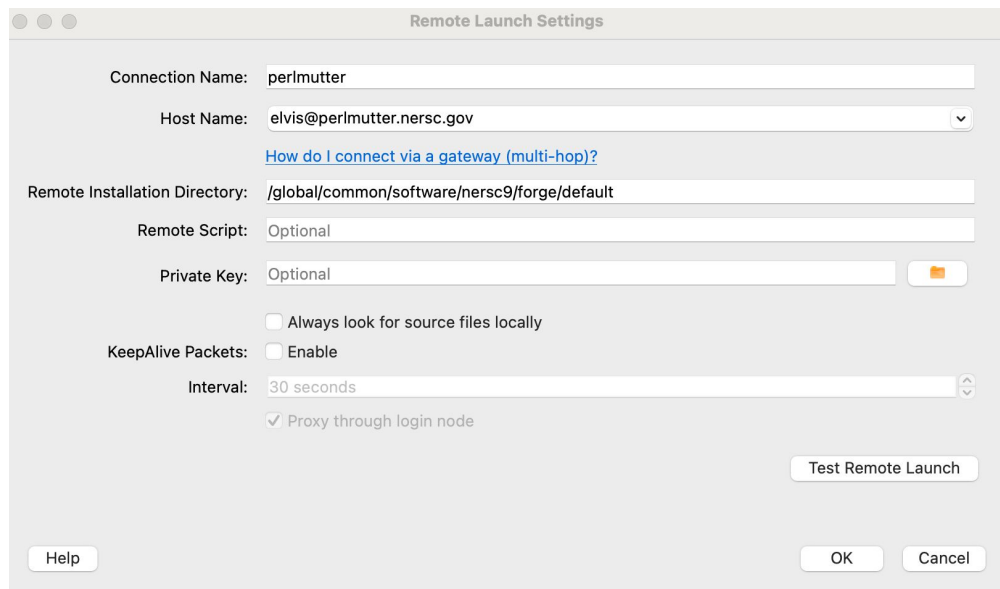 Remote Launch Settings
Connection Name: perlmutter
Host Name: elvis@perlmutter.nersc.gov
How do I connect via a gateway (multi-hop)?
Remote Installation Directory: /global/common/software/nersc9/forge/default
Remote Script: Optional
Private Key: Optional
Always look for source files locally
KeepAlive Packets: Enable
Interval: 30 seconds
Proxy through login node
Test Remote Launch
Help OK Cancel